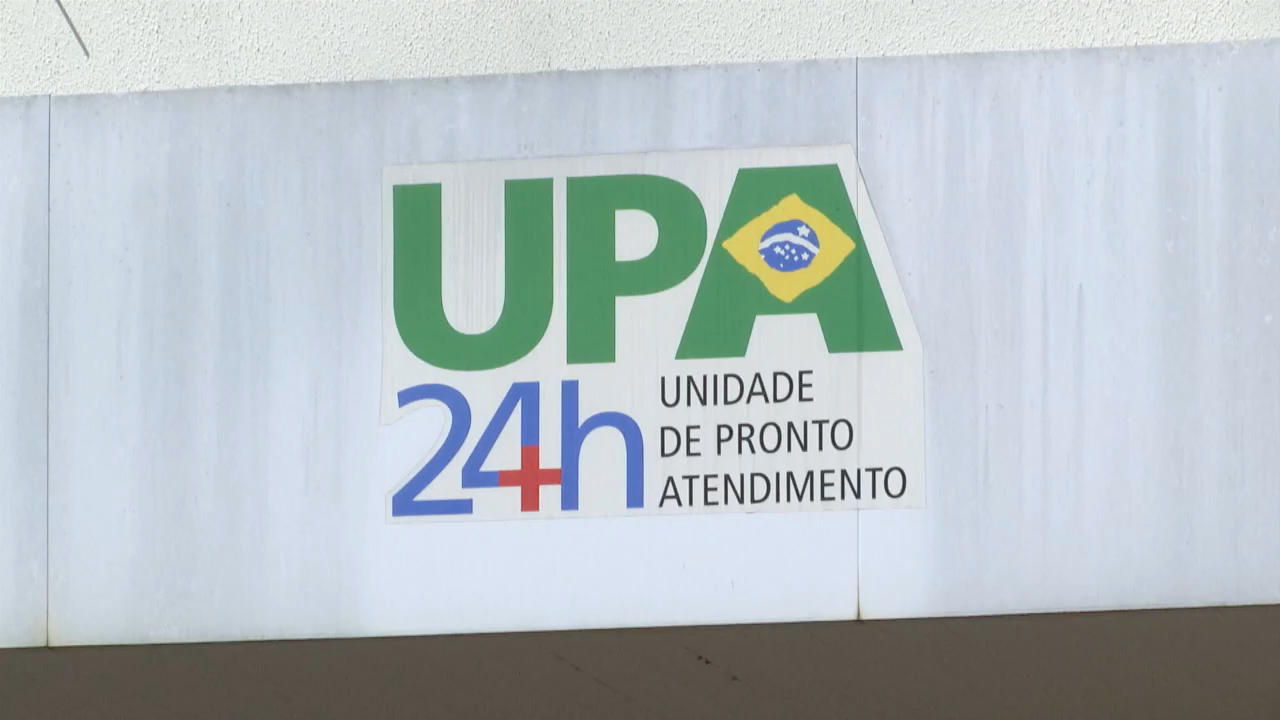 UPA
24h
UNIDADE
DE PRONTO
ATENDIMENTO